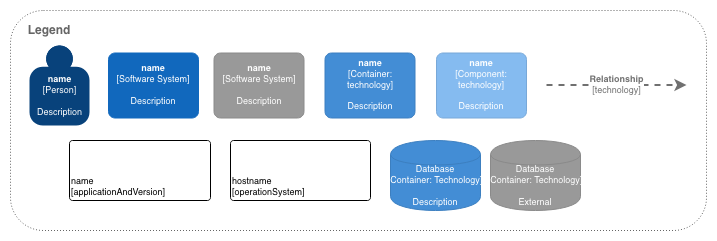 Legend
name
[Person]
Description
name
[Software System]
Description
name
[Software System]
Description
name
[Container:
technology]
Description
name
[Component:
technology]
Description
Relationship
[technology]
name
[applicationAndVersion]
hostname
[operationSystem]
Database
[Container: Technology]
Description
Database
[Container: Technology]
External